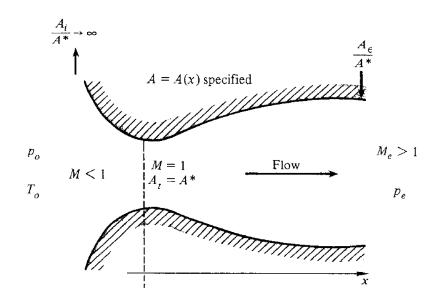 A_i/A* → ∞
A_e/A*
A = A(x) specified
p_o
T_o
M < 1
M = 1
A_t = A*
Flow
M_e > 1
p_e
x